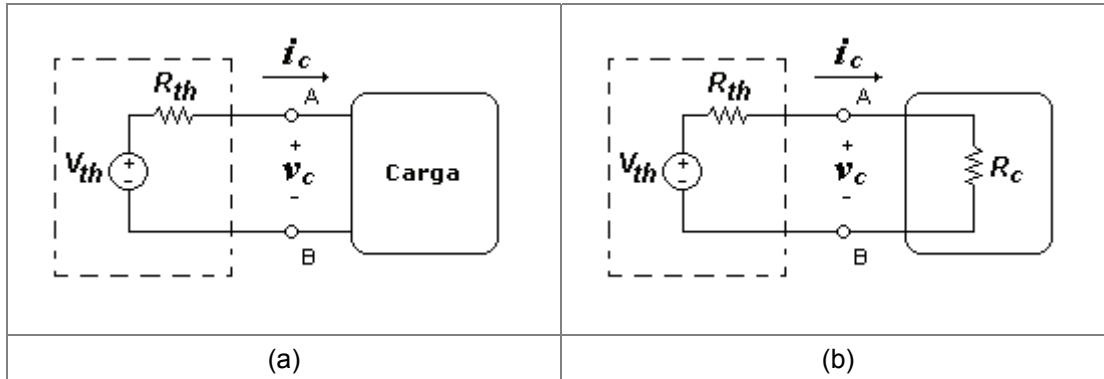 i_c
R_th
A
V_th
+
-
+
v_c
-
Carga
B
(a)
i_c
R_th
A
V_th
+
-
+
v_c
-
R_c
B
(b)